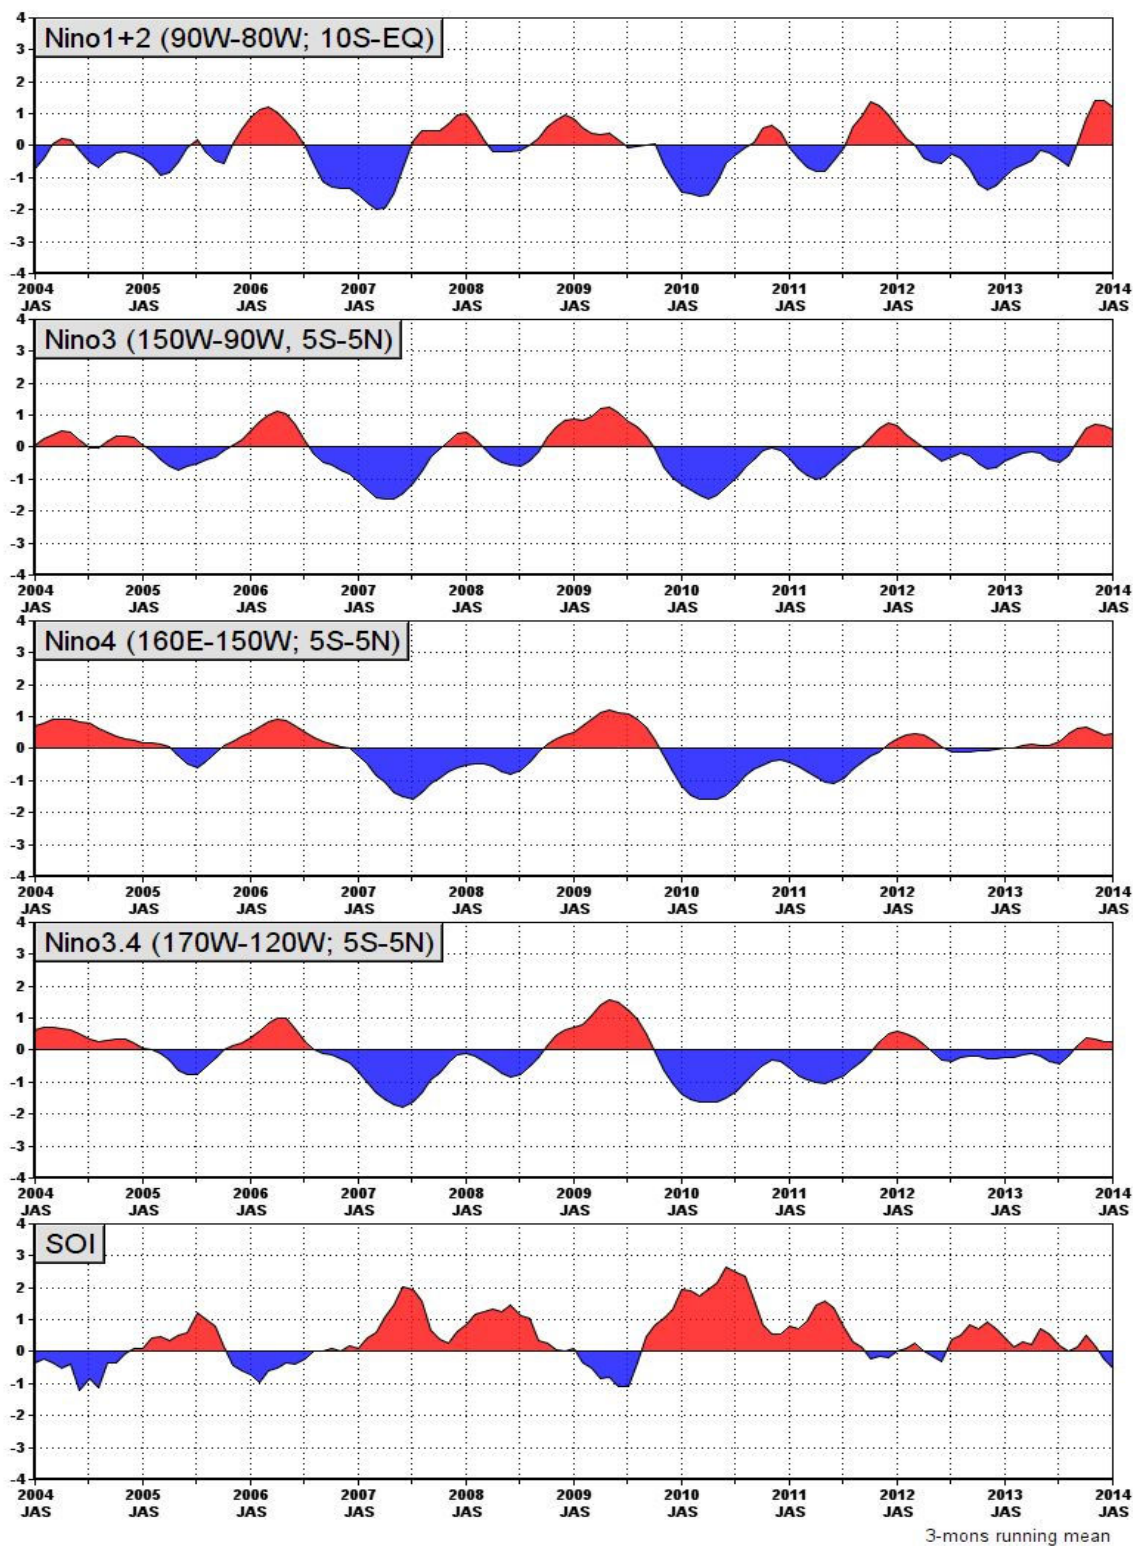 4
Nino1+2 (90W-80W; 10S-EQ)
3
2
1
0
-1
-2
-3
-4
2004 2005 2006 2007 2008 2009 2010 2011 2012 2013 2014
JAS JAS JAS JAS JAS JAS JAS JAS JAS JAS JAS
4
Nino3 (150W-90W, 5S-5N)
3
2
1
0
-1
-2
-3
-4
2004 2005 2006 2007 2008 2009 2010 2011 2012 2013 2014
JAS JAS JAS JAS JAS JAS JAS JAS JAS JAS JAS
4
Nino4 (160E-150W; 5S-5N)
3
2
1
0
-1
-2
-3
-4
2004 2005 2006 2007 2008 2009 2010 2011 2012 2013 2014
JAS JAS JAS JAS JAS JAS JAS JAS JAS JAS JAS
4
Nino3.4 (170W-120W; 5S-5N)
3
2
1
0
-1
-2
-3
-4
2004 2005 2006 2007 2008 2009 2010 2011 2012 2013 2014
JAS JAS JAS JAS JAS JAS JAS JAS JAS JAS JAS
4
SOI
3
2
1
0
-1
-2
-3
-4
2004 2005 2006 2007 2008 2009 2010 2011 2012 2013 2014
JAS JAS JAS JAS JAS JAS JAS JAS JAS JAS JAS
3-mons running mean